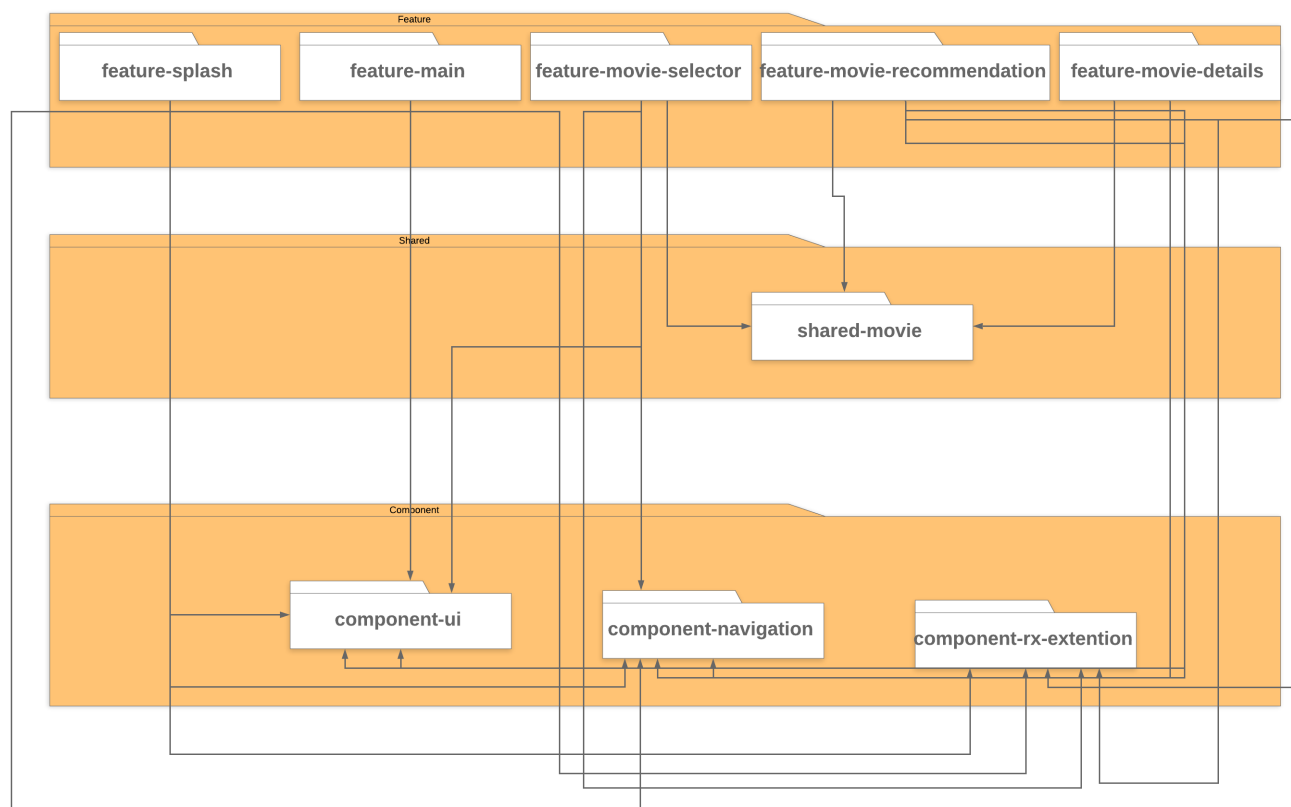 Feature
feature-splash
feature-main
feature-movie-selector
feature-movie-recommendation
feature-movie-details
Shared
shared-movie
Component
component-ui
component-navigation
component-rx-extention